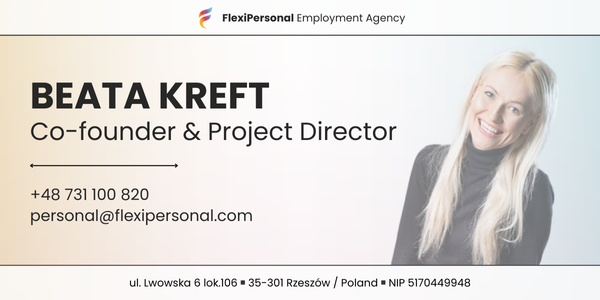 FlexiPersonal Employment Agency
BEATA KREFT
Co-founder & Project Director
+48 731 100 820
personal@flexipersonal.com
ul. Lwowska 6 lok.106 ▪ 35-301 Rzeszów / Poland ▪ NIP 5170449948